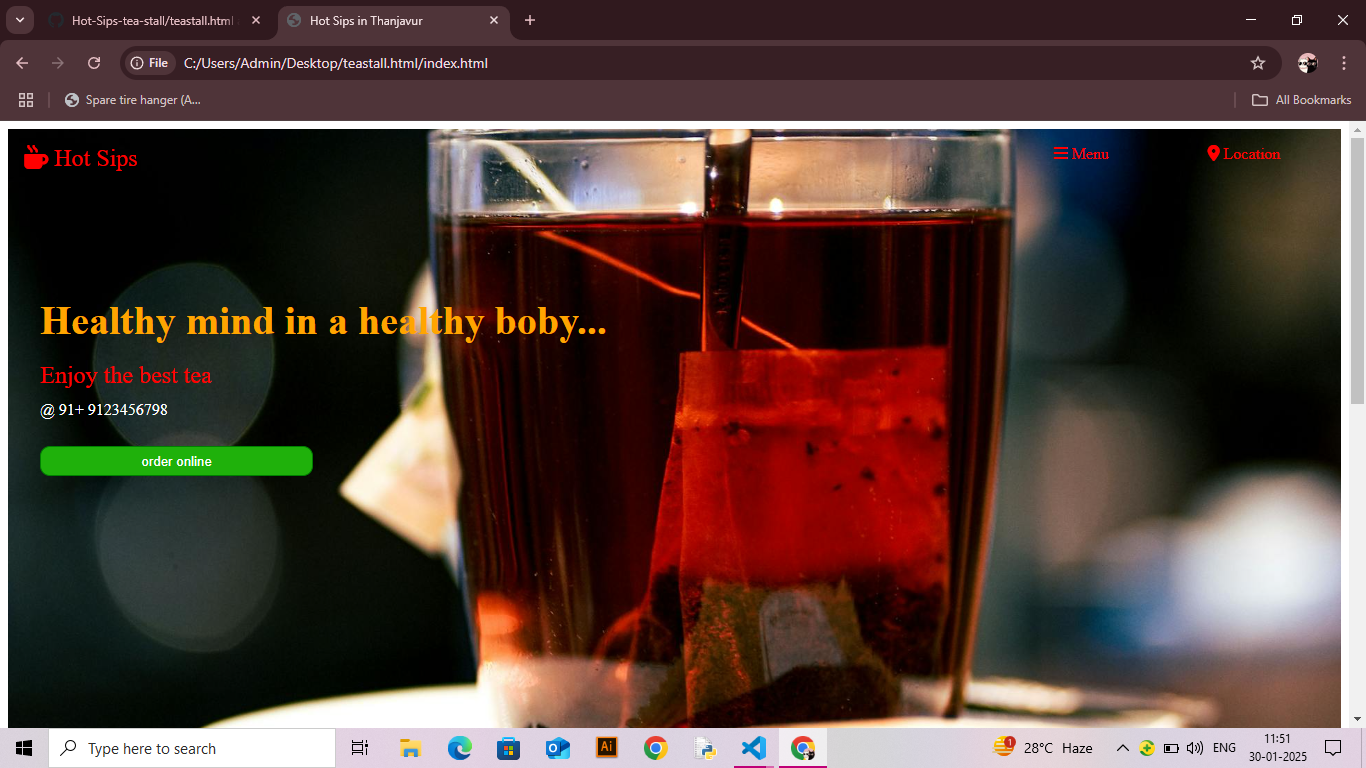 Hot-Sips-tea-stall/teastall.html
Hot Sips in Thanjavur
File
C:/Users/Admin/Desktop/teastall.html/index.html
Spare tire hanger (A...
All Bookmarks
Hot Sips
Menu
Location
Healthy mind in a healthy boby...
Enjoy the best tea
@ 91+ 9123456798
order online
Type here to search
Ai
1
28°C Haze
ENG
11:51
30-01-2025